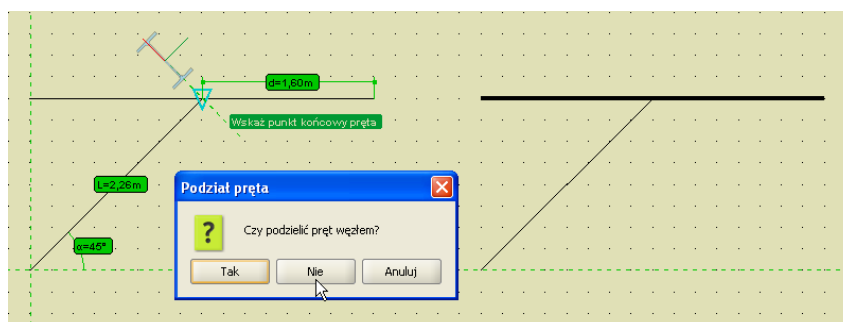 d=1,60m
Wskaż punkt końcowy pręta
L=2,26m
α=45°
Podział pręta
?
Czy podzielić pręt węzłem?
Tak Nie Anuluj